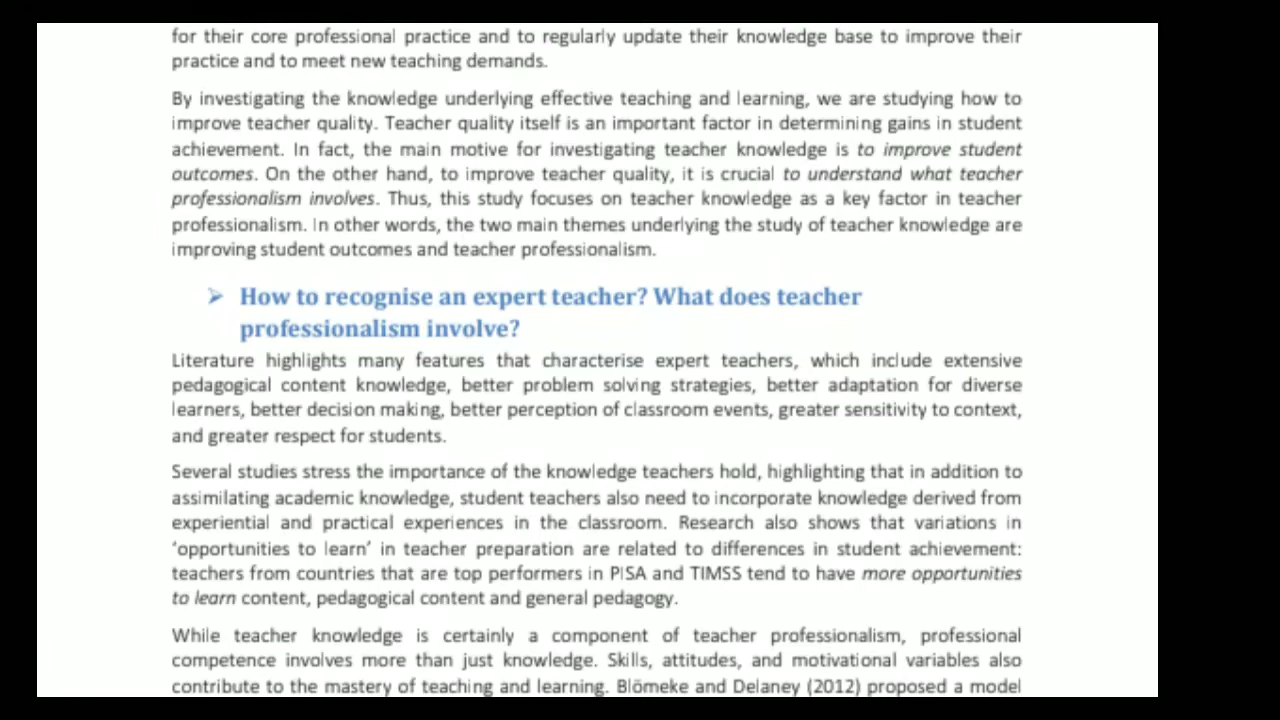 for their core professional practice and to regularly update their knowledge base to improve their
practice and to meet new teaching demands.
By investigating the knowledge underlying effective teaching and learning, we are studying how to
improve teacher quality. Teacher quality itself is an important factor in determining gains in student
achievement. In fact, the main motive for investigating teacher knowledge is to improve student
outcomes. On the other hand, to improve teacher quality, it is crucial to understand what teacher
professionalism involves. Thus, this study focuses on teacher knowledge as a key factor in teacher
professionalism. In other words, the two main themes underlying the study of teacher knowledge are
improving student outcomes and teacher professionalism.
➢ How to recognise an expert teacher? What does teacher
professionalism involve?
Literature highlights many features that characterise expert teachers, which include extensive
pedagogical content knowledge, better problem solving strategies, better adaptation for diverse
learners, better decision making, better perception of classroom events, greater sensitivity to context,
and greater respect for students.
Several studies stress the importance of the knowledge teachers hold, highlighting that in addition to
assimilating academic knowledge, student teachers also need to incorporate knowledge derived from
experiential and practical experiences in the classroom. Research also shows that variations in
‘opportunities to learn’ in teacher preparation are related to differences in student achievement:
teachers from countries that are top performers in PISA and TIMSS tend to have more opportunities
to learn content, pedagogical content and general pedagogy.
While teacher knowledge is certainly a component of teacher professionalism, professional
competence involves more than just knowledge. Skills, attitudes, and motivational variables also
contribute to the mastery of teaching and learning. Blömeke and Delaney (2012) proposed a model